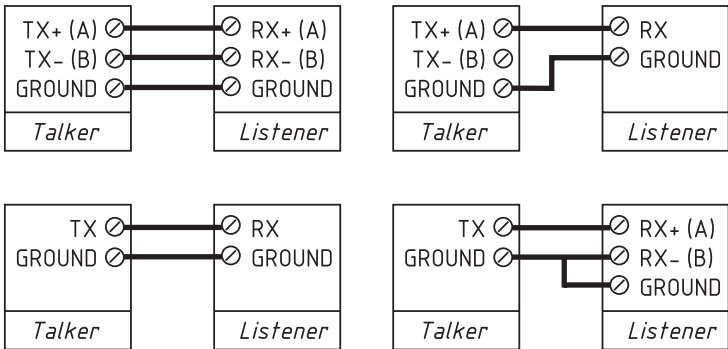 TX+ (A)
TX- (B)
GROUND
Talker
RX+ (A)
RX- (B)
GROUND
Listener
TX+ (A)
TX- (B)
GROUND
Talker
RX
GROUND
Listener
TX
GROUND
Talker
RX
GROUND
Listener
TX
GROUND
Talker
RX+ (A)
RX- (B)
GROUND
Listener